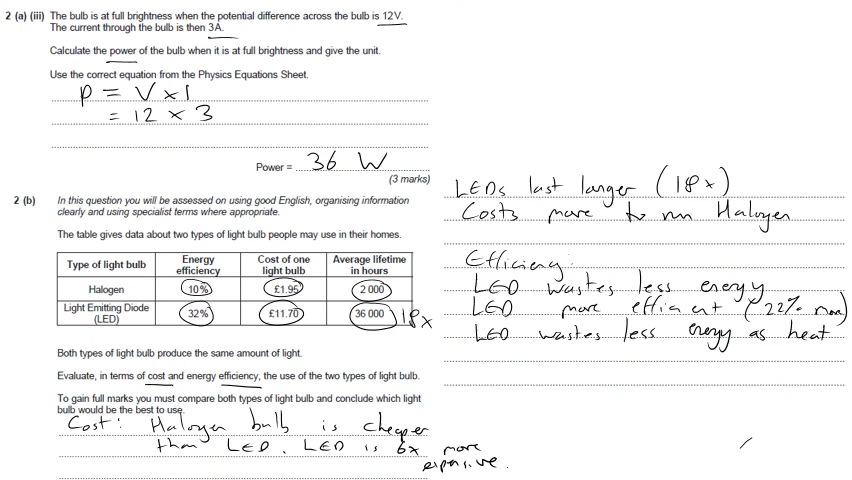 2 (a) (iii) The bulb is at full brightness when the potential difference across the bulb is 12V.
The current through the bulb is then 3A.
Calculate the power of the bulb when it is at full brightness and give the unit.
Use the correct equation from the Physics Equations Sheet.
P = V x I
= 12 x 3
Power = 36 W
(3 marks)
2 (b) In this question you will be assessed on using good English, organising information
clearly and using specialist terms where appropriate.
The table gives data about two types of light bulb people may use in their homes.
Type of light bulb Energy efficiency Cost of one light bulb Average lifetime in hours
Halogen 10% £1.95 2 000
Light Emitting Diode (LED) 32% £11.70 36 000 18x
Both types of light bulb produce the same amount of light.
Evaluate, in terms of cost and energy efficiency, the use of the two types of light bulb.
To gain full marks you must compare both types of light bulb and conclude which light
bulb would be the best to use.
Cost: Halogen bulb is cheaper
than LED. LED is 6x more
expensive.
LEDs last longer (18x)
Costs more to run Halogen
Efficiency:
LED wastes less energy
LED more efficient (22% more)
LED wastes less energy as heat